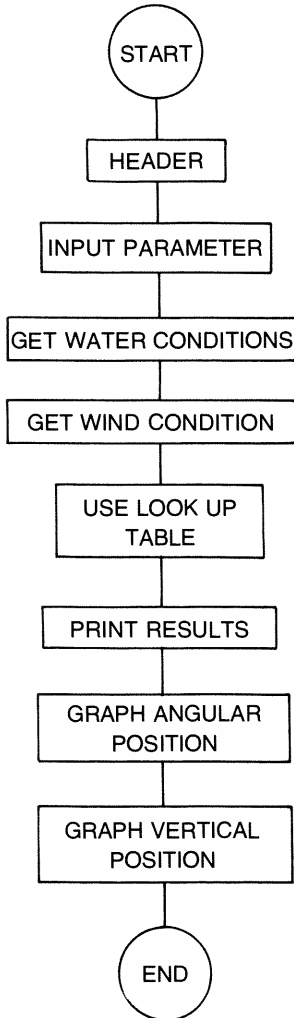 START
HEADER
INPUT PARAMETER
GET WATER CONDITIONS
GET WIND CONDITION
USE LOOK UP
TABLE
PRINT RESULTS
GRAPH ANGULAR
POSITION
GRAPH VERTICAL
POSITION
END